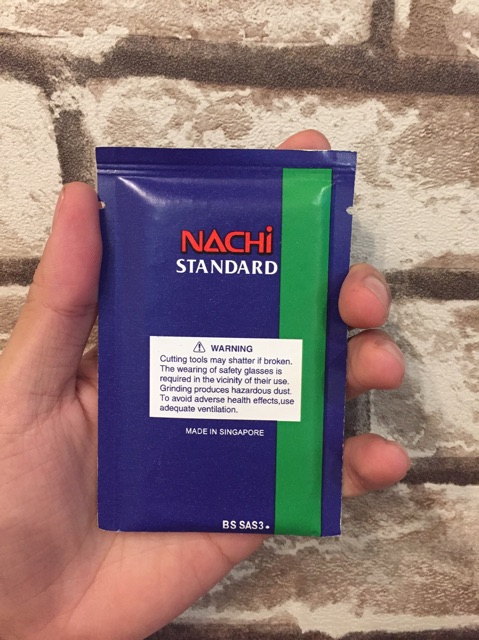 NACHi
STANDARD
⚠ WARNING
Cutting tools may shatter if broken.
The wearing of safety glasses is
required in the vicinity of their use.
Grinding produces hazardous dust.
To avoid adverse health effects,use
adequate ventilation.
MADE IN SINGAPORE
BS SAS3•